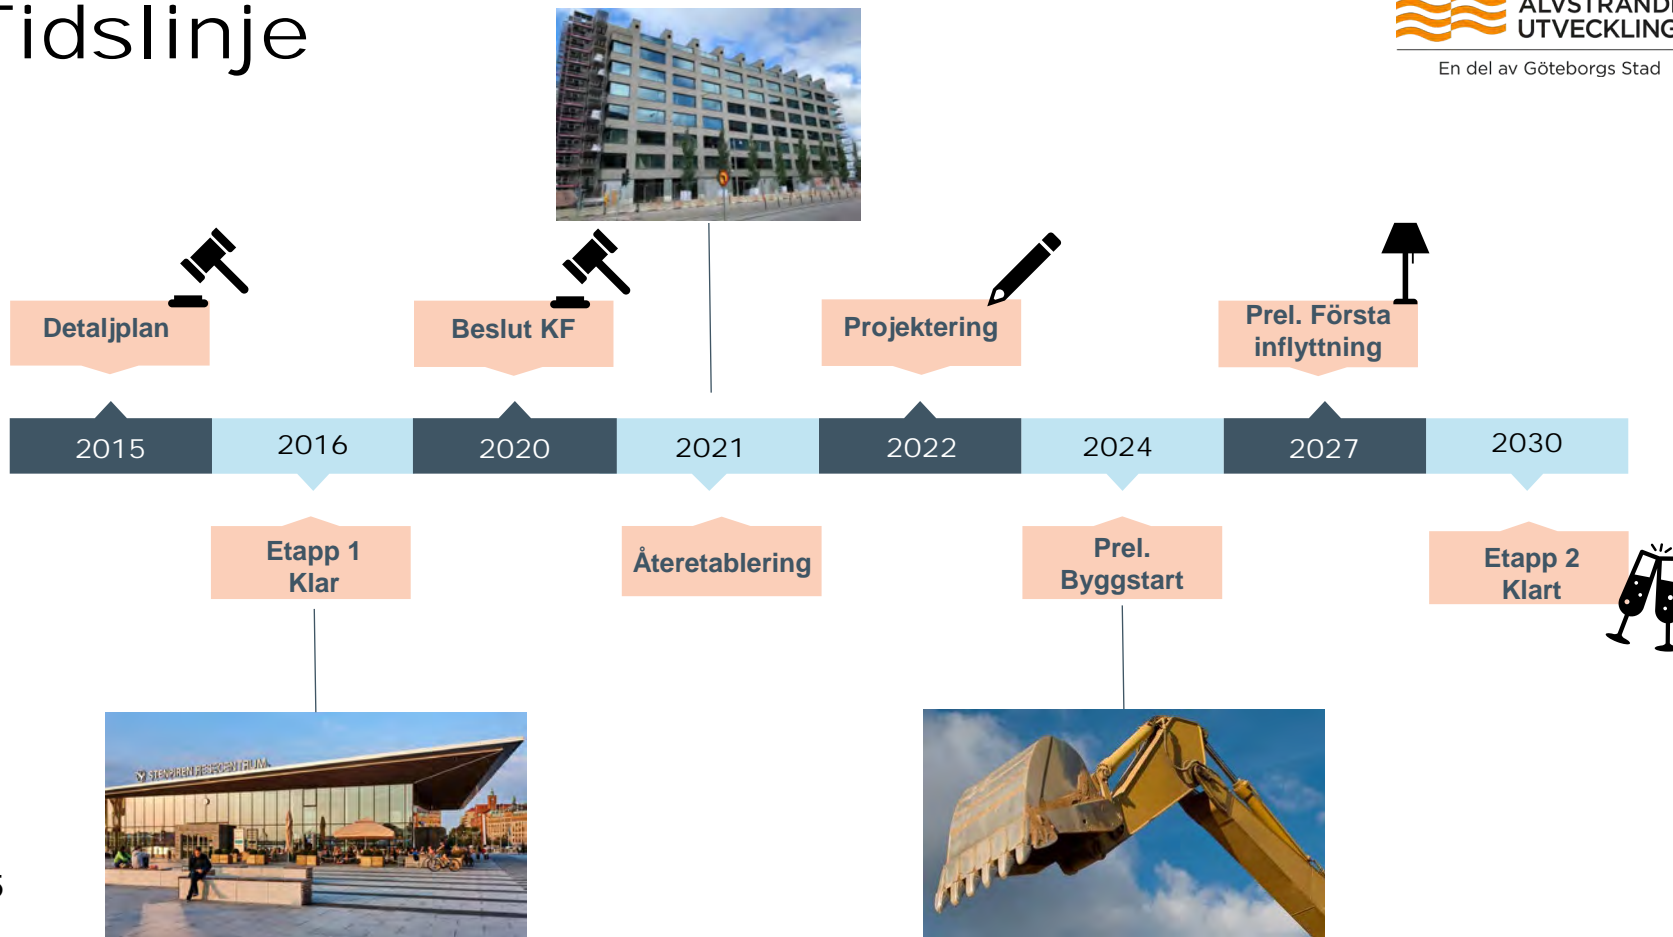 Tidslinje
ÄLVSTRANDE
UTVECKLING
En del av Göteborgs Stad
Detaljplan
Beslut KF
Projektering
Prel. Första
inflyttning
2015
2016
2020
2021
2022
2024
2027
2030
Etapp 1
Klar
Återetablering
Prel.
Byggstart
Etapp 2
Klart
STENPIREN RESECENTRUM